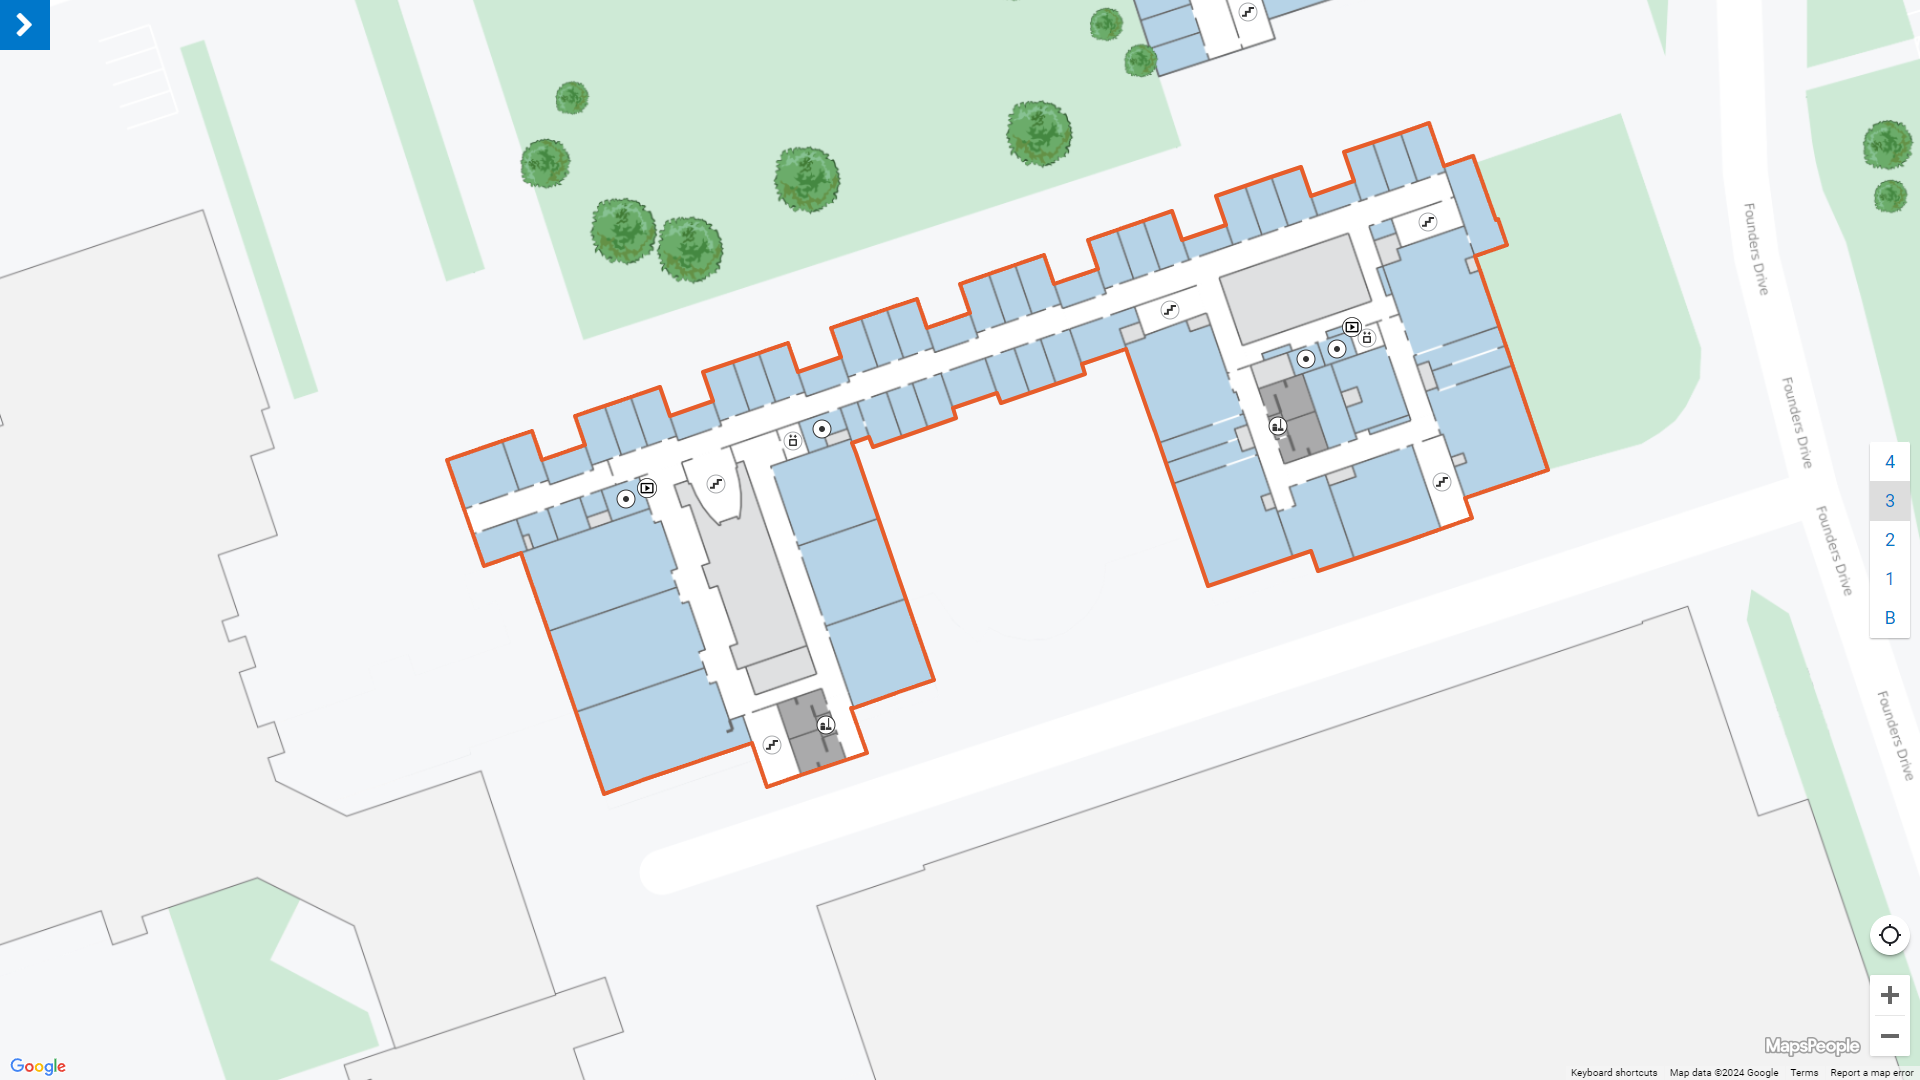 Founders Drive
Founders Drive
Founders Drive
Founders Drive
4
3
2
1
B
Google
MapsPeople
Keyboard shortcuts
Map data ©2024 Google
Terms
Report a map error